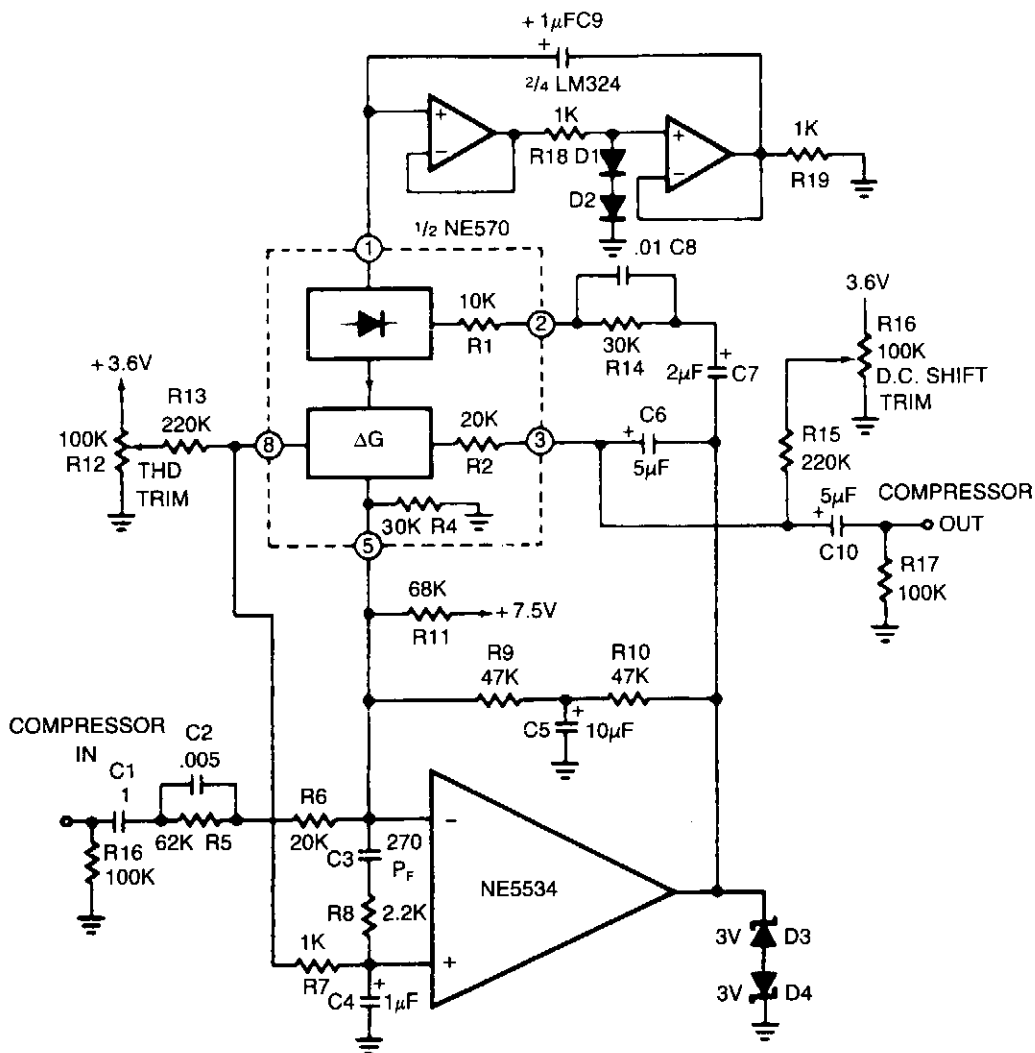 + 1µFC9
+
2/4 LM324
+
−
1K
R18
D1
D2
+
−
1K
R19
1/2 NE570
1
.01 C8
10K
R1
2
30K
R14
+
2µF
C7
3.6V
R16
100K
D.C. SHIFT
TRIM
+ 3.6V
R13
220K
100K
R12
THD
TRIM
8
ΔG
20K
R2
3
C6
+
5µF
R15
220K
5µF
+
C10
COMPRESSOR
OUT
R17
100K
30K R4
5
68K
R11
+ 7.5V
R9
47K
R10
47K
C5
+
10µF
COMPRESSOR
IN
C1
1
C2
.005
62K R5
R16
100K
R6
20K
C3
270
PF
R8
2.2K
1K
R7
C4
+
1µF
−
+
NE5534
3V
D3
3V
D4